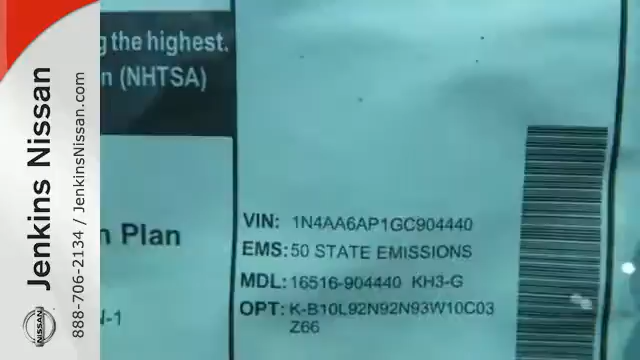 Jenkins Nissan
888-706-2134 / JenkinsNissan.com
NISSAN
g the highest.
n (NHTSA)
n Plan
N-1
VIN: 1N4AA6AP1GC904440
EMS: 50 STATE EMISSIONS
MDL: 16516-904440 KH3-G
OPT: K-B10L92N92N93W10C03
Z66